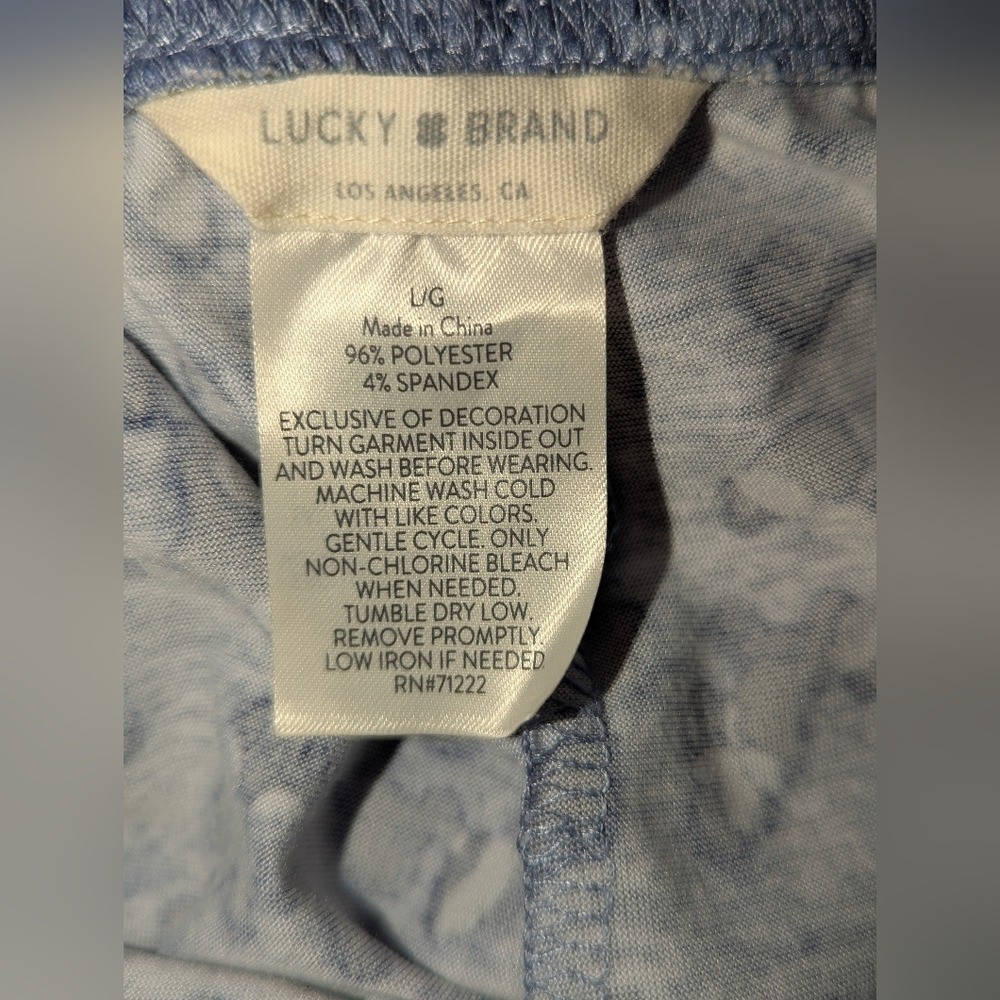 LUCKY BRAND
LOS ANGELES, CA
L/G
Made in China
96% POLYESTER
4% SPANDEX
EXCLUSIVE OF DECORATION
TURN GARMENT INSIDE OUT
AND WASH BEFORE WEARING.
MACHINE WASH COLD
WITH LIKE COLORS.
GENTLE CYCLE. ONLY
NON-CHLORINE BLEACH
WHEN NEEDED.
TUMBLE DRY LOW.
REMOVE PROMPTLY.
LOW IRON IF NEEDED
RN#71222